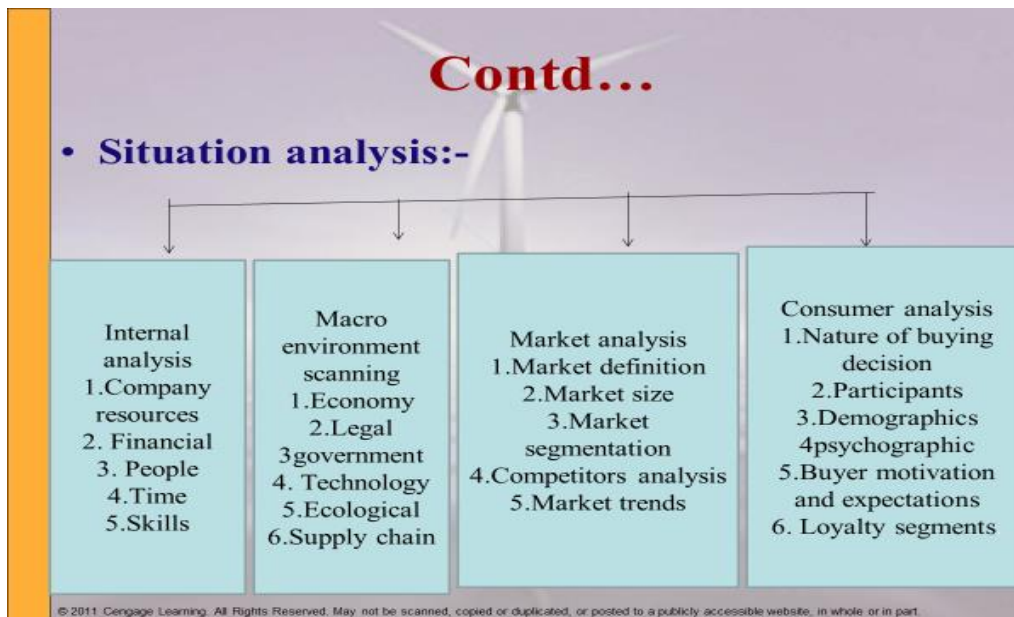 Contd...
• Situation analysis:-
Internal
analysis
1.Company
resources
2. Financial
3. People
4.Time
5.Skills
Macro
environment
scanning
1.Economy
2.Legal
3government
4. Technology
5.Ecological
6.Supply chain
Market analysis
1.Market definition
2.Market size
3.Market
segmentation
4.Competitors analysis
5.Market trends
Consumer analysis
1.Nature of buying
decision
2.Participants
3.Demographics
4psychographic
5.Buyer motivation
and expectations
6. Loyalty segments
© 2011 Cengage Learning. All Rights Reserved. May not be scanned, copied or duplicated, or posted to a publicly accessible website, in whole or in part.